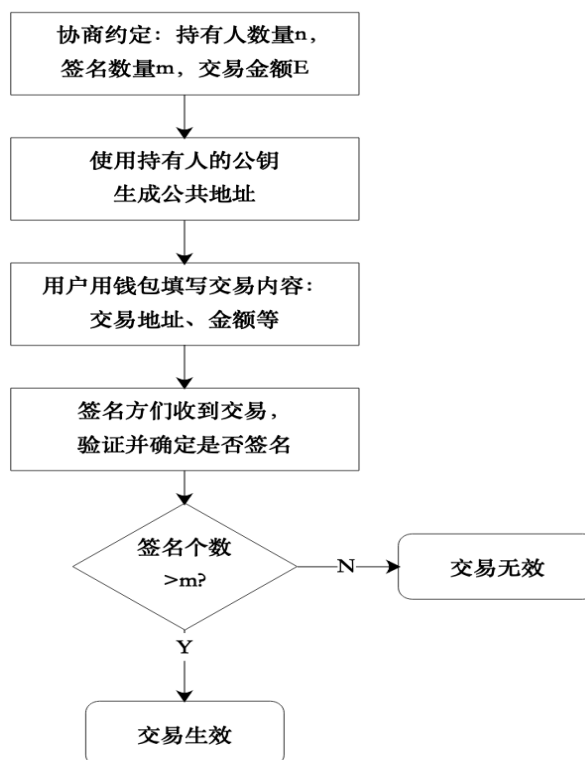 协商约定：持有人数量n，
签名数量m，交易金额E
使用持有人的公钥
生成公共地址
用户用钱包填写交易内容：
交易地址、金额等
签名方们收到交易，
验证并确定是否签名
签名个数
>m?
N
交易无效
Y
交易生效